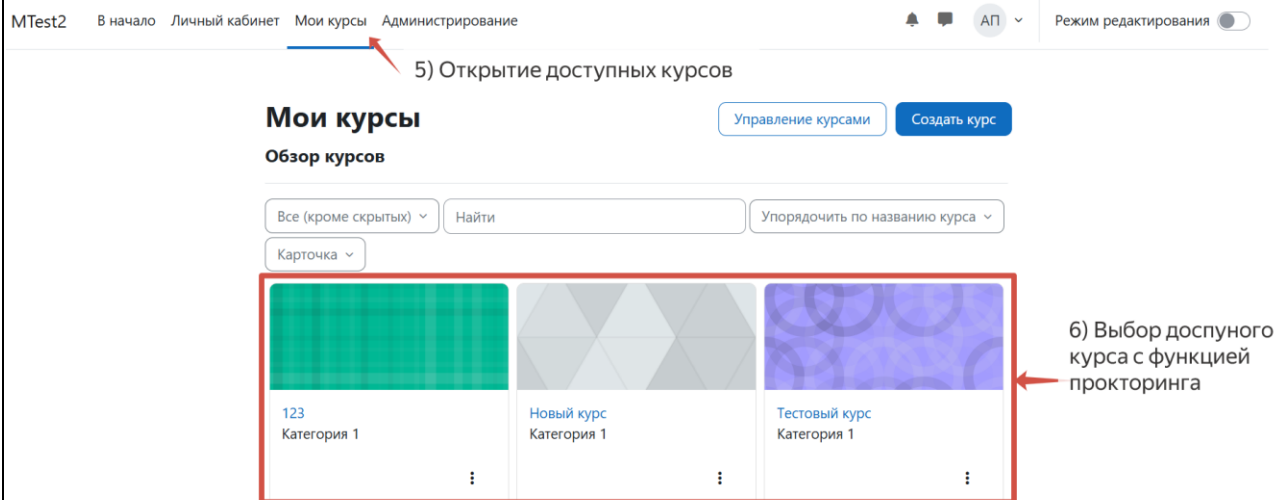 MTest2 В начало Личный кабинет Мои курсы Администрирование АП Режим редактирования
5) Открытие доступных курсов
Мои курсы
Управление курсами
Создать курс
Обзор курсов
Все (кроме скрытых)
Найти
Упорядочить по названию курса
Карточка
123
Категория 1
Новый курс
Категория 1
Тестовый курс
Категория 1
6) Выбор доспуного
курса с функцией
прокторинга